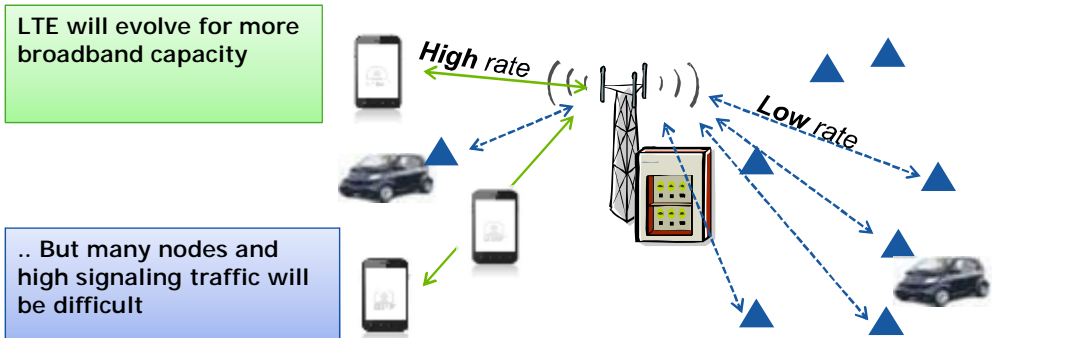 LTE will evolve for more
broadband capacity
High rate
Low rate
.. But many nodes and
high signaling traffic will
be difficult